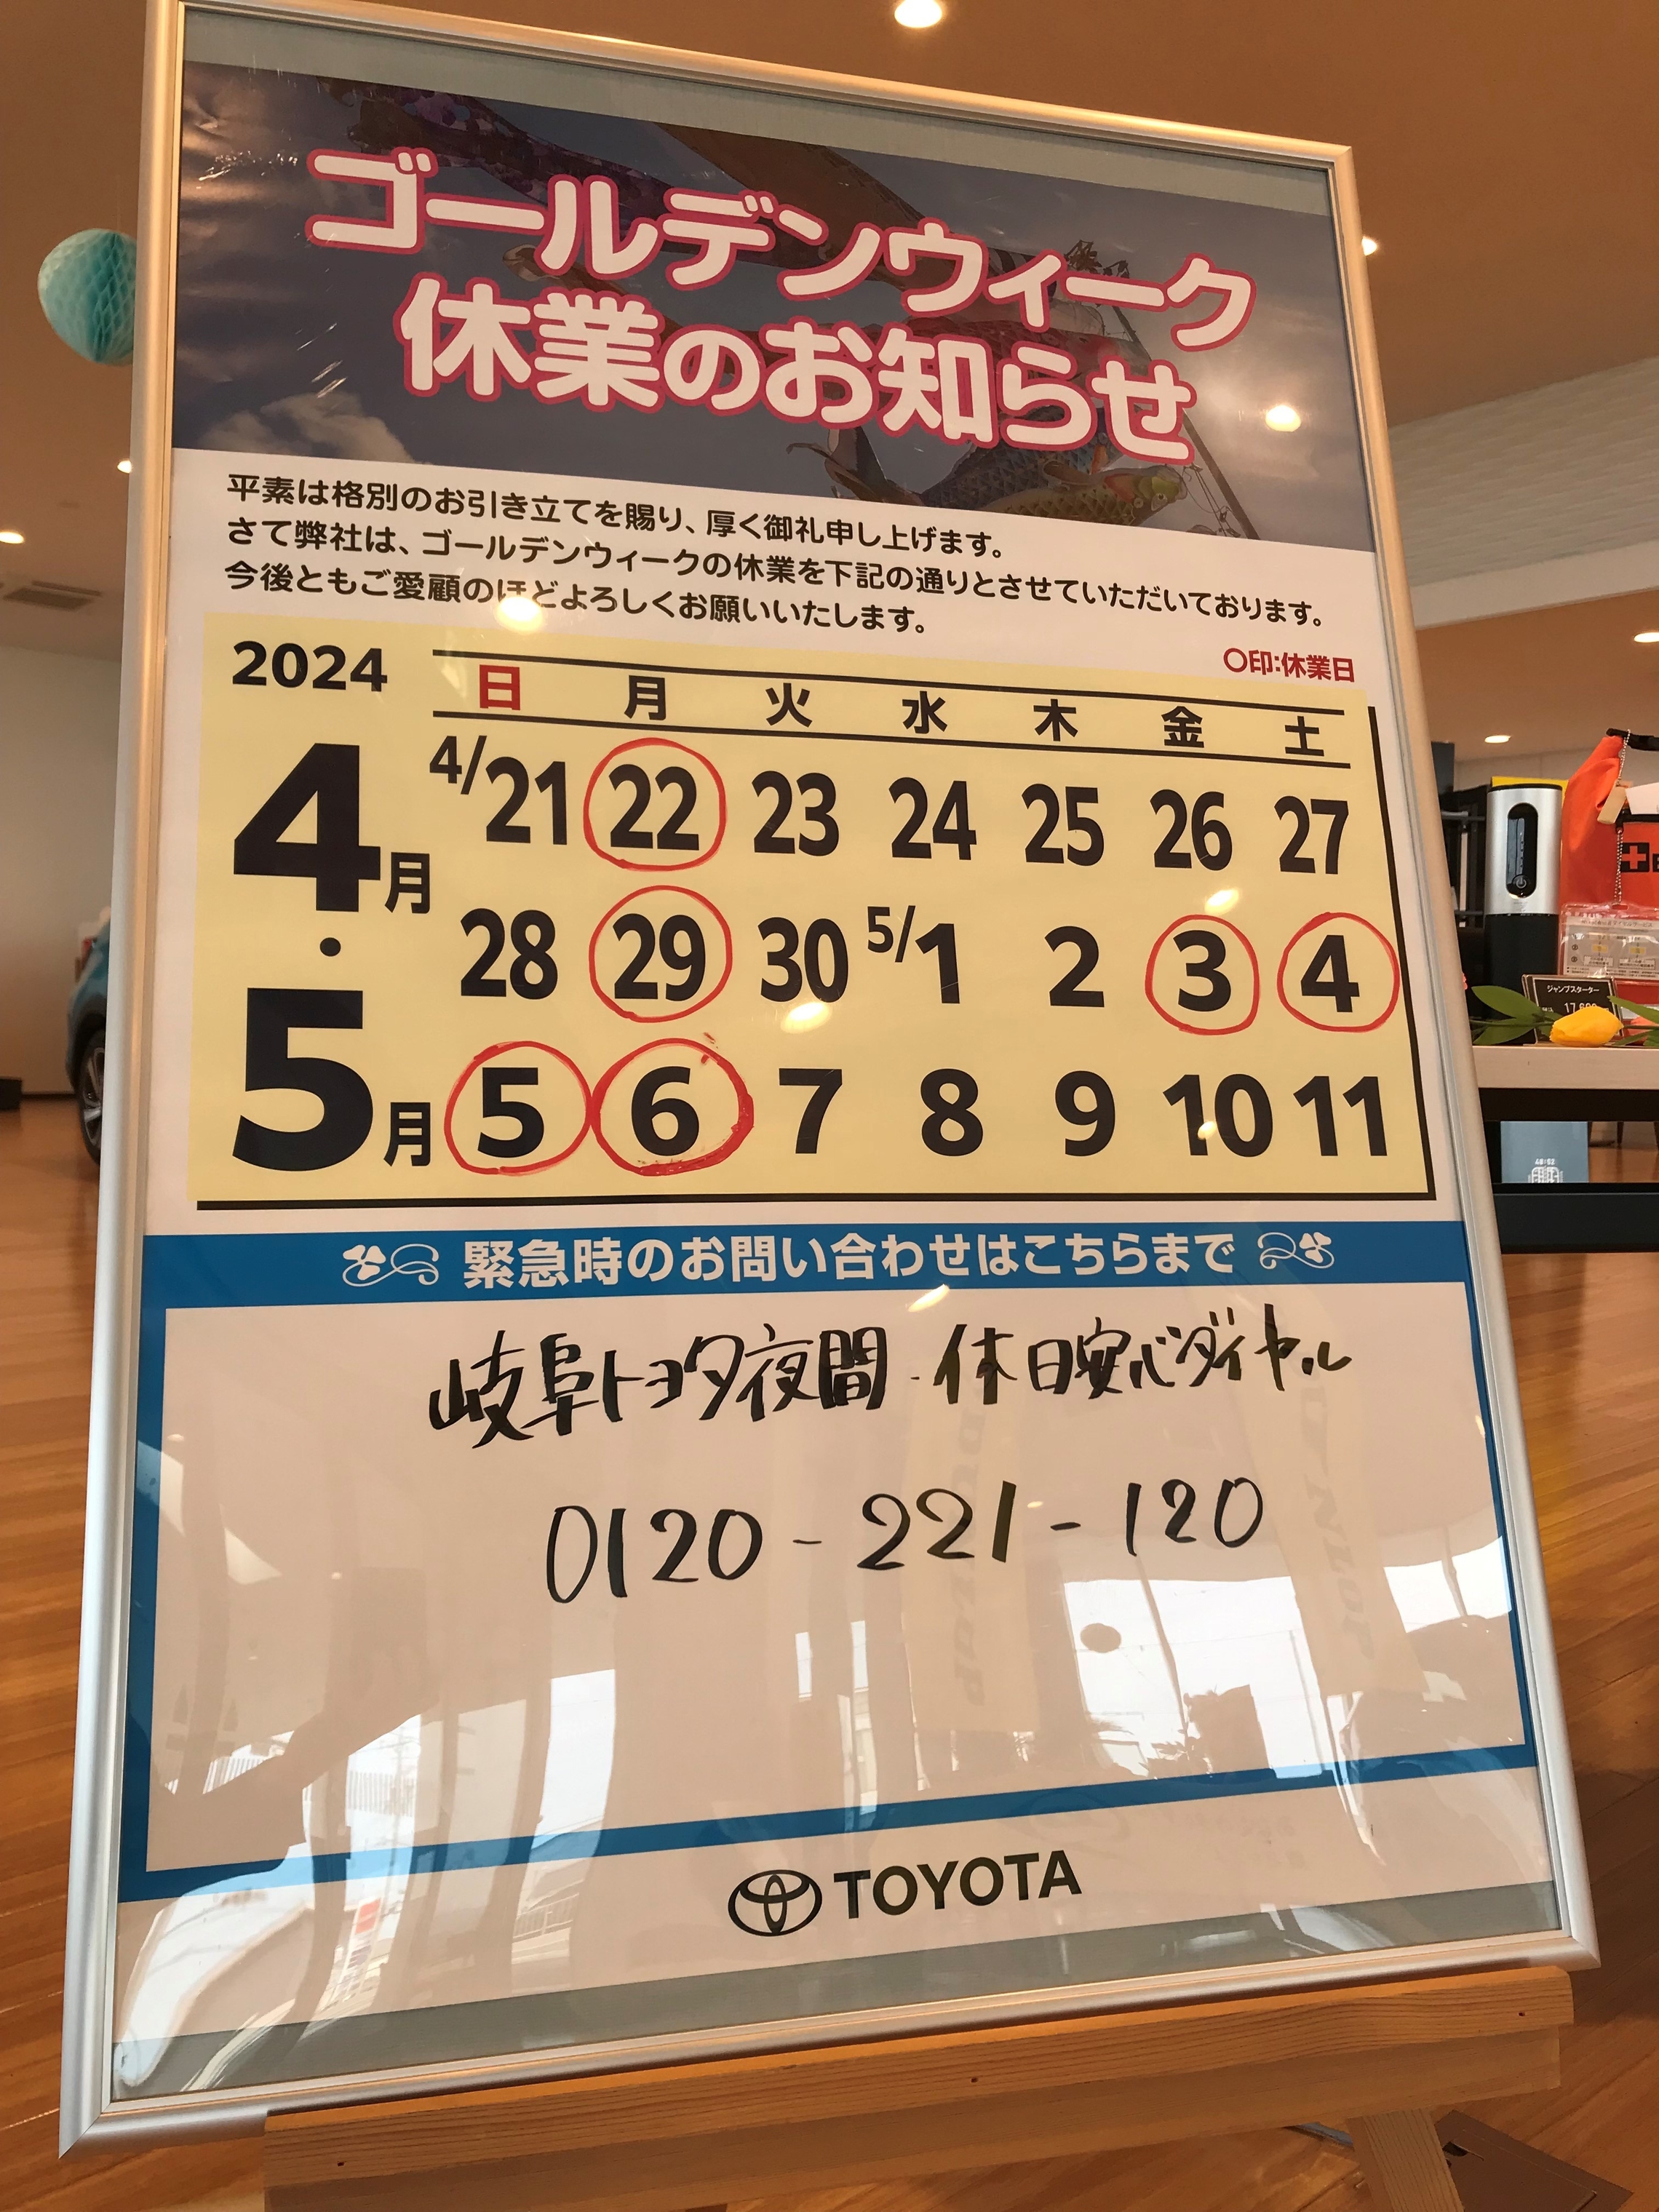 ゴールデンウィーク
休業のお知らせ
平素は格別のお引き立てを賜り、厚く御礼申し上げます。
さて弊社は、ゴールデンウィークの休業を下記の通りとさせていただいております。
今後ともご愛顧のほどよろしくお願いいたします。
○印:休業日
2024
4月・5月
日 月 火 水 木 金 土
4/21 22 23 24 25 26 27
28 29 30 5/1 2 3 4
5 6 7 8 9 10 11
緊急時のお問い合わせはこちらまで
岐阜トヨタ夜間・休日安心ダイヤル
0120-221-120
TOYOTA
ジャンプスターター